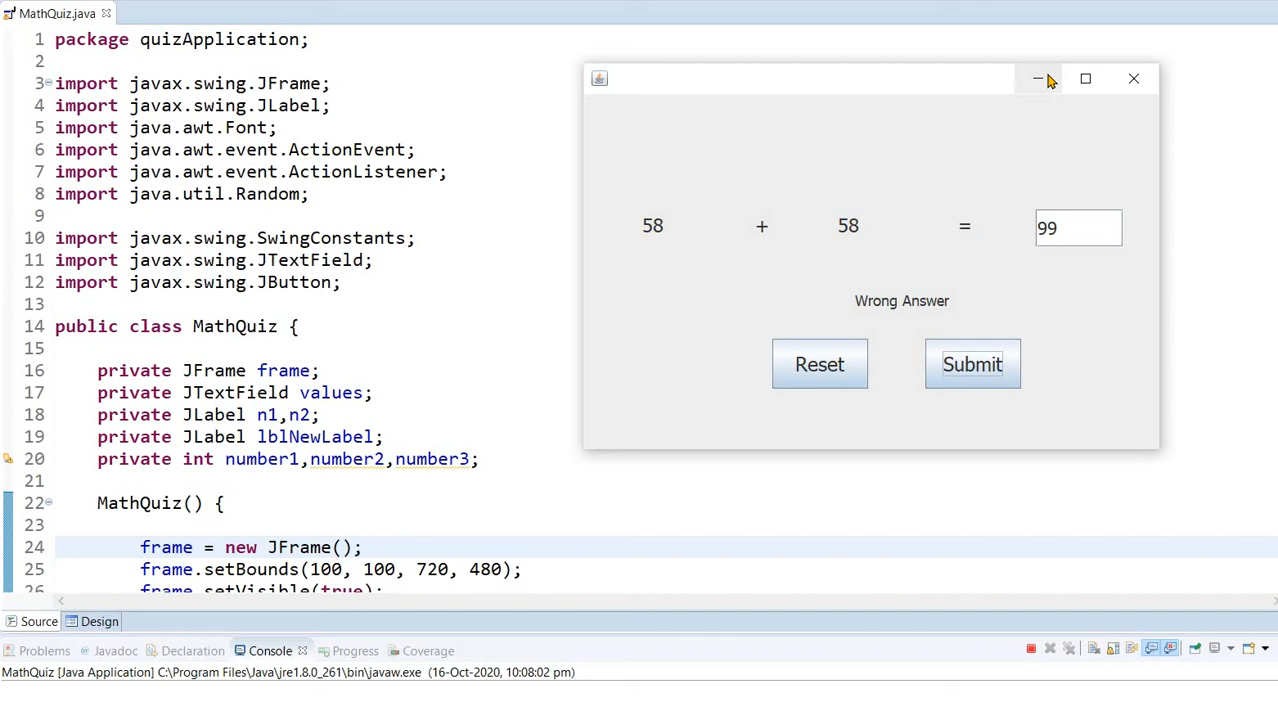 MathQuiz.java
1 package quizApplication;
2
3 import javax.swing.JFrame;
4 import javax.swing.JLabel;
5 import java.awt.Font;
6 import java.awt.event.ActionEvent;
7 import java.awt.event.ActionListener;
8 import java.util.Random;
9
10 import javax.swing.SwingConstants;
11 import javax.swing.JTextField;
12 import javax.swing.JButton;
13
14 public class MathQuiz {
15
16 private JFrame frame;
17 private JTextField values;
18 private JLabel n1,n2;
19 private JLabel lblNewLabel;
20 private int number1,number2,number3;
21
22 MathQuiz() {
23
24 frame = new JFrame();
25 frame.setBounds(100, 100, 720, 480);
26 frame.setVisible(true);
58 + 58 = 99
Wrong Answer
Reset Submit
Source Design
Problems Javadoc Declaration Console Progress Coverage
MathQuiz [Java Application] C:\Program Files\Java\jre1.8.0_261\bin\javaw.exe (16-Oct-2020, 10:08:02 pm)